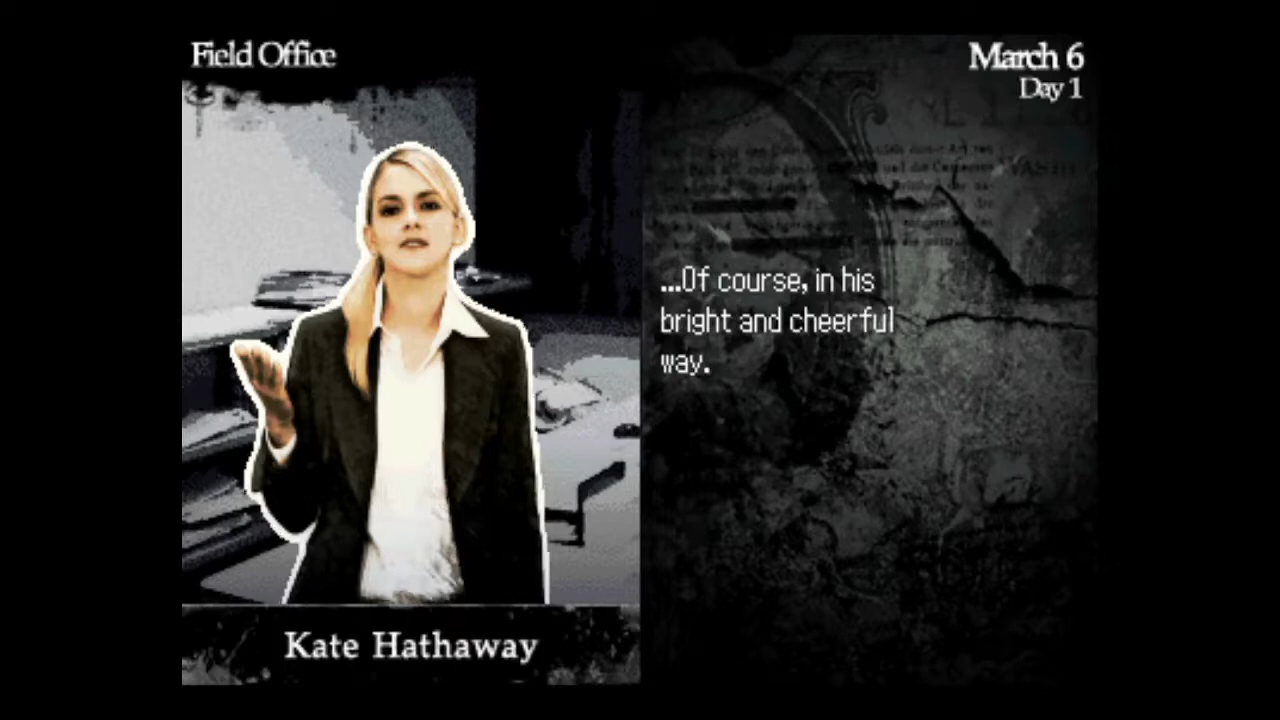 Field Office
March 6
Day 1
...Of course, in his
bright and cheerful
way.
Kate Hathaway